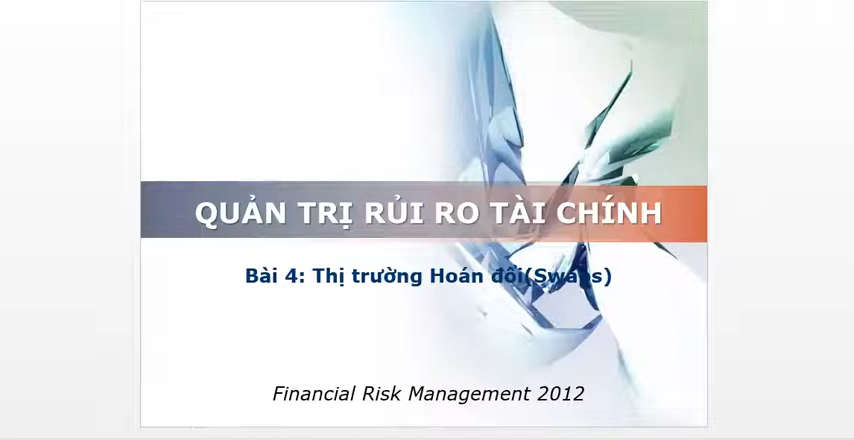 QUẢN TRỊ RỦI RO TÀI CHÍNH
Bài 4: Thị trường Hoán đổi(Swaps)
Financial Risk Management 2012